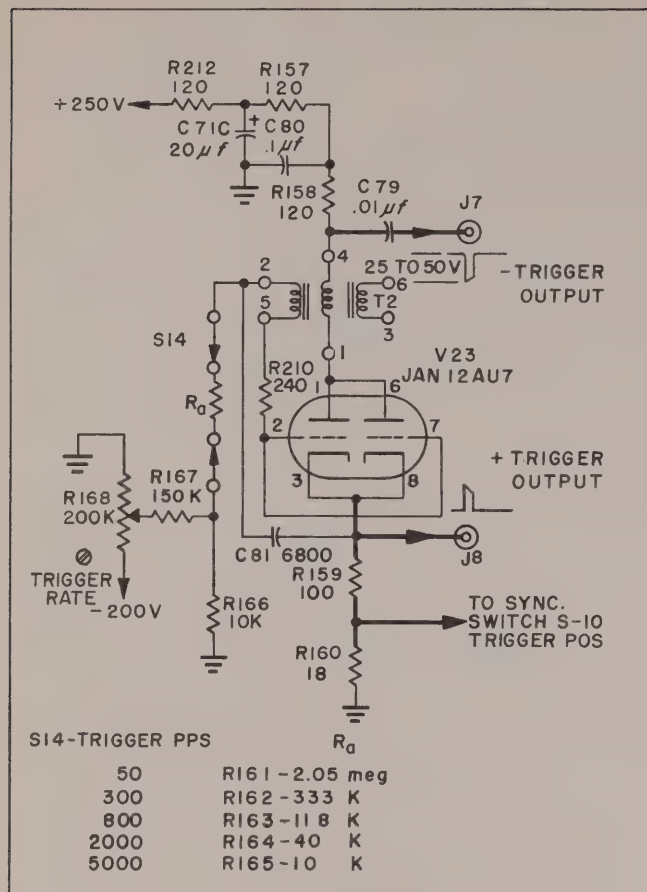 R212
120
R157
120
+250V
C71C
20μf
+
C80
.1μf
R158
120
C79
.01μf
J7
2
4
25 TO 50V
6
-TRIGGER
OUTPUT
5
T2
3
S14
1
V23
JAN 12AU7
R210
240
1
6
Ra
2
7
3
8
+ TRIGGER
OUTPUT
R167
150K
R168
200K
C81 6800
J8
TRIGGER
RATE
-200V
R159
100
R166
10K
TO SYNC.
SWITCH S-10
TRIGGER POS
R160
18
S14-TRIGGER PPS Ra
50 R161-2.05 meg
300 R162-333 K
800 R163-118 K
2000 R164-40 K
5000 R165-10 K